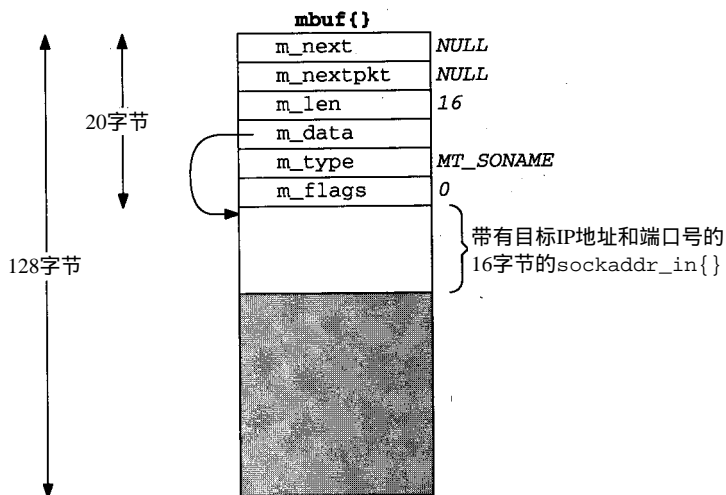 mbuf{}
m_next NULL
m_nextpkt NULL
m_len 16
m_data
m_type MT_SONAME
m_flags 0
20字节
128字节
带有目标IP地址和端口号的
16字节的sockaddr_in{}